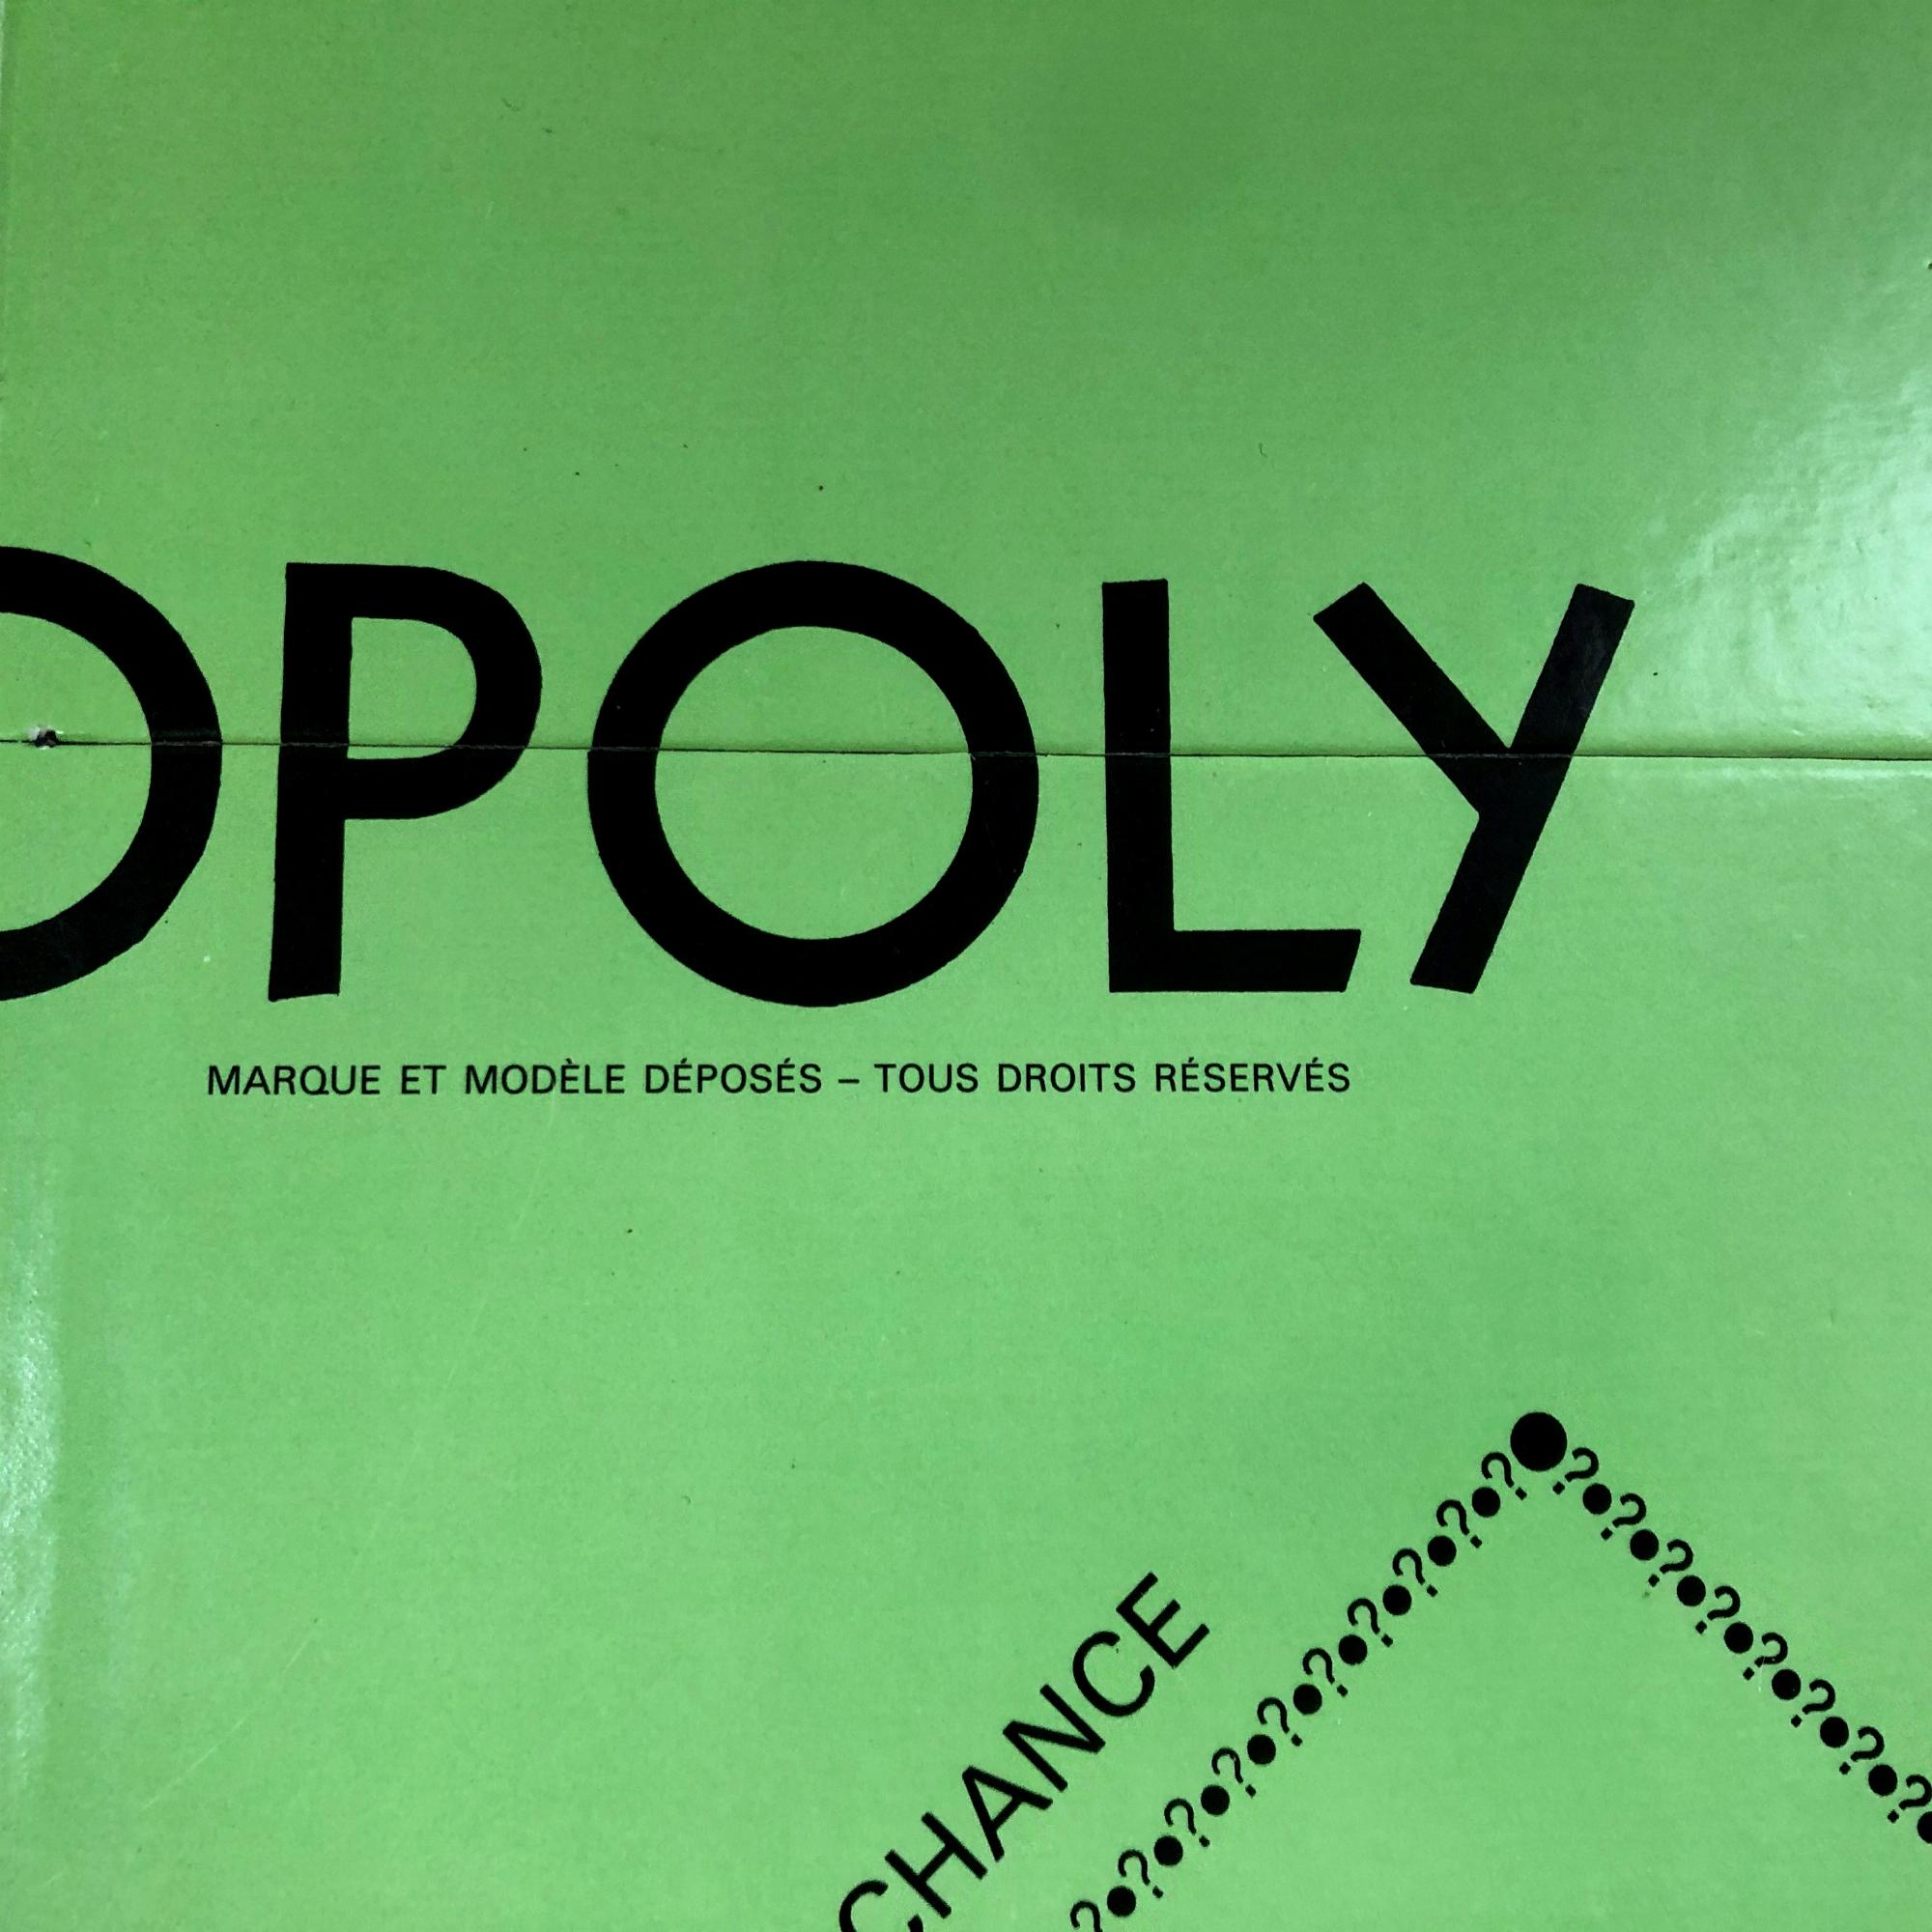 OPOLY
MARQUE ET MODÈLE DÉPOSÉS – TOUS DROITS RÉSERVÉS
CHANCE